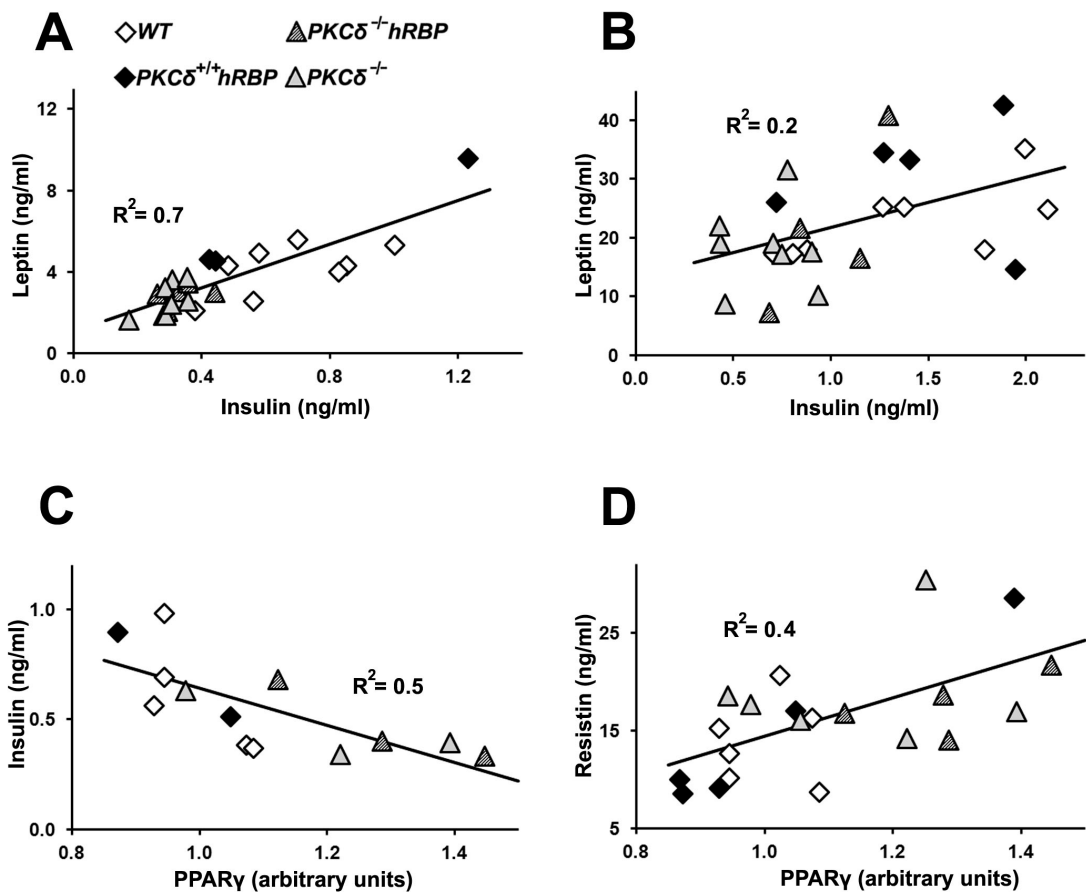 A
WT
PKCδ⁻/⁻hRBP
PKCδ⁺/⁺hRBP
PKCδ⁻/⁻
Leptin (ng/ml)
12
8
4
0
R²= 0.7
0.0
0.4
0.8
1.2
Insulin (ng/ml)
B
Leptin (ng/ml)
40
30
20
10
0
R²= 0.2
0.0
0.5
1.0
1.5
2.0
Insulin (ng/ml)
C
Insulin (ng/ml)
1.0
0.5
0.0
R²= 0.5
0.8
1.0
1.2
1.4
PPARγ (arbitrary units)
D
Resistin (ng/ml)
25
15
5
R²= 0.4
0.8
1.0
1.2
1.4
PPARγ (arbitrary units)